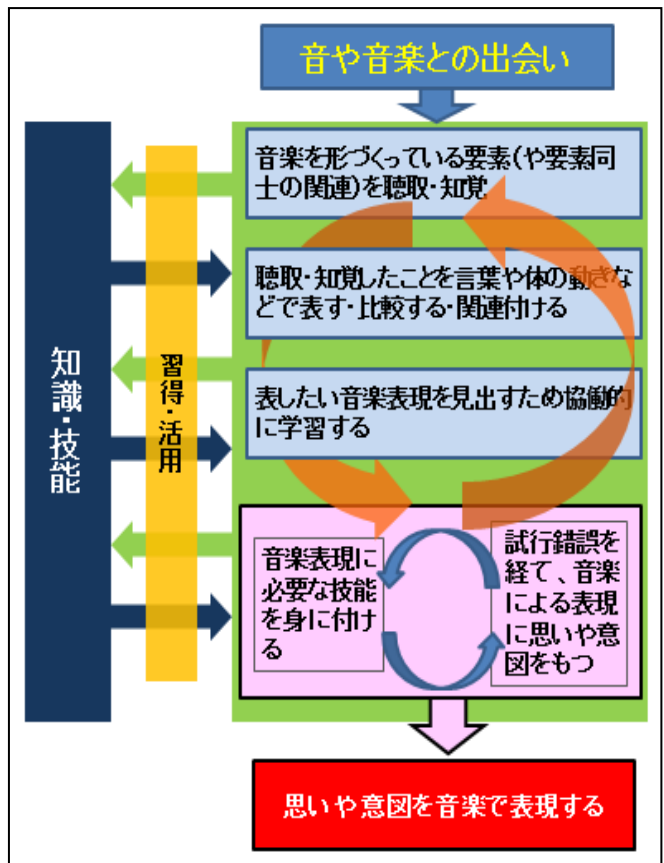 音や音楽との出会い
音楽を形づくっている要素(や要素同
士の関連)を聴取・知覚
聴取・知覚したことを言葉や体の動きな
どで表す・比較する・関連付ける
表したい音楽表現を見出すため協働的
に学習する
知識・技能
習得・活用
音楽表現に
必要な技能
を身に付け
る
試行錯誤を
経て、音楽
による表現
に思いや意
図をもつ
思いや意図を音楽で表現する